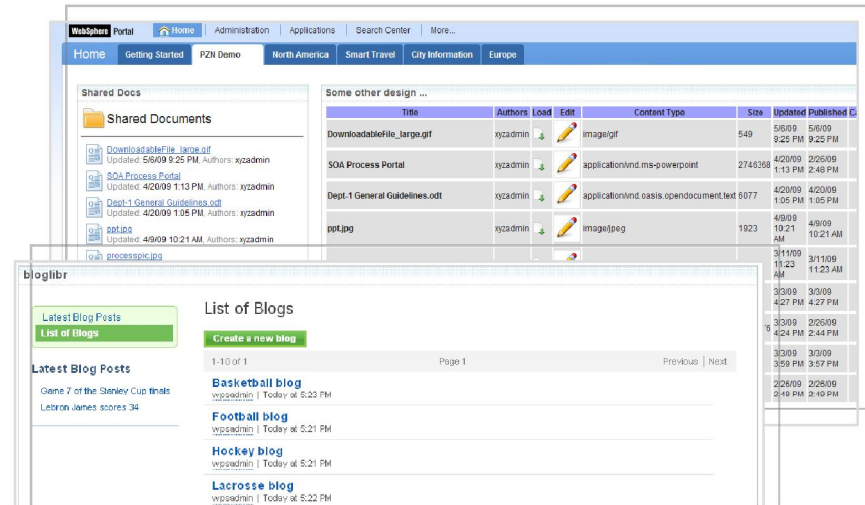 WebSphere Portal Home Administration Applications Search Center More...
Home Getting Started PZN Demo North America Smart Travel City Information Europe
Shared Docs
Shared Documents
DownloadableFile_large.gif
Updated: 5/6/09 9:25 PM, Authors: xyzadmin
SOA Process Portal
Updated: 4/20/09 1:13 PM, Authors: xyzadmin
Dept-1 General Guidelines.odt
Updated: 4/20/09 1:05 PM, Authors: xyzadmin
ppt.jpg
Updated: 4/9/09 10:21 AM, Authors: xyzadmin
processpic.jpg
Some other design ...
Title Authors Load Edit Content Type Size Updated Published
DownloadableFile_large.gif xyzadmin image/gif 549 5/6/09 5/6/09
9:25 PM 9:25 PM
SOA Process Portal xyzadmin application/vnd.ms-powerpoint 2746368 4/20/09 2/26/09
1:13 PM 2:48 PM
Dept-1 General Guidelines.odt xyzadmin application/vnd.oasis.opendocument.text 6077 4/20/09 4/20/09
1:05 PM 1:05 PM
ppt.jpg xyzadmin image/jpeg 1923 4/9/09 4/9/09
10:21 10:21 AM
AM
3/11/09 3/11/09
11:23 11:23 AM
AM
3/3/09 3/3/09
4:27 PM 4:27 PM
3/3/09 2/26/09
4:24 PM 2:44 PM
3/3/09 3/3/09
3:59 PM 3:57 PM
2/26/09 2/26/09
2:49 PM 2:49 PM
bloglibr
Latest Blog Posts
List of Blogs
Latest Blog Posts
Game 7 of the Stanley Cup finals
Lebron James scores 34
List of Blogs
Create a new blog
1-10 of 1 Page 1 Previous | Next
Basketball blog
wpsadmin | Today at 5:23 PM
Football blog
wpsadmin | Today at 5:21 PM
Hockey blog
wpsadmin | Today at 5:21 PM
Lacrosse blog
wpsadmin | Today at 5:22 PM